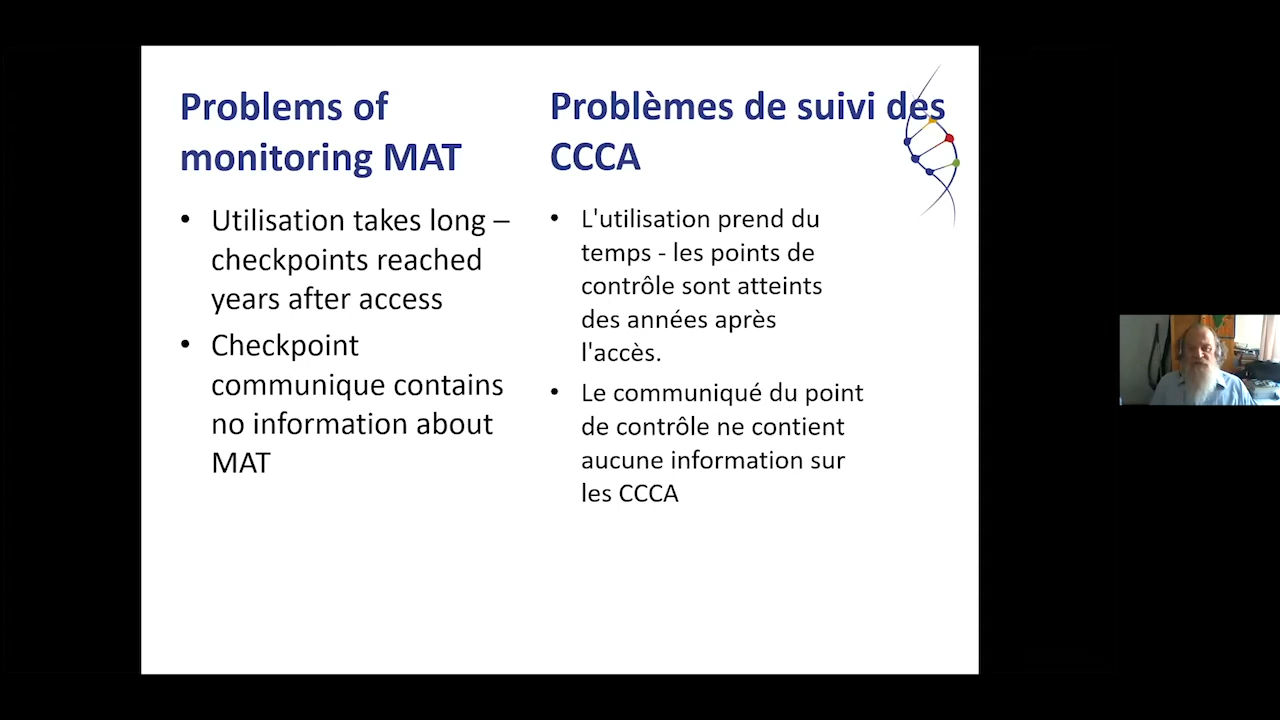 Problems of
monitoring MAT
• Utilisation takes long –
checkpoints reached
years after access
• Checkpoint
communique contains
no information about
MAT
Problèmes de suivi des
CCCA
• L'utilisation prend du
temps - les points de
contrôle sont atteints
des années après
l'accès.
• Le communiqué du point
de contrôle ne contient
aucune information sur
les CCCA